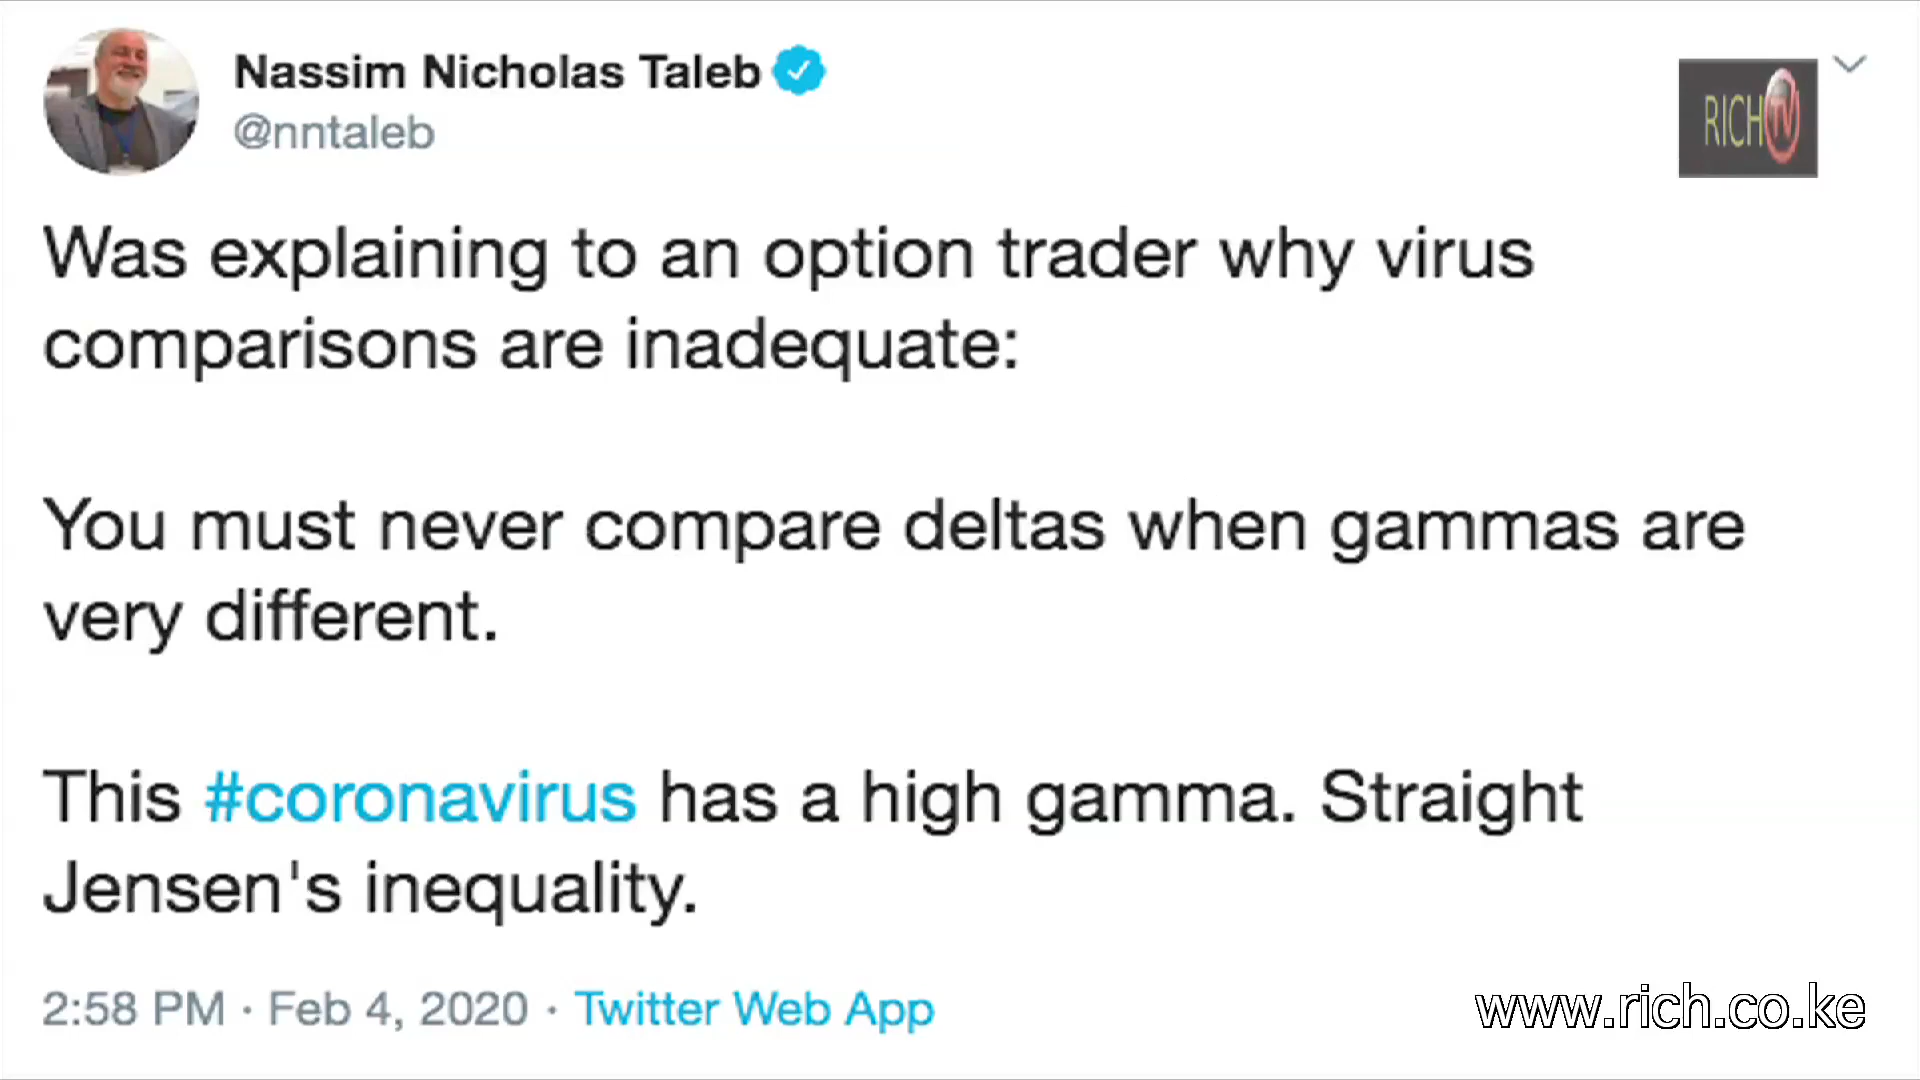 Nassim Nicholas Taleb
@nntaleb
RICHTV
Was explaining to an option trader why virus
comparisons are inadequate:
You must never compare deltas when gammas are
very different.
This #coronavirus has a high gamma. Straight
Jensen's inequality.
2:58 PM · Feb 4, 2020 · Twitter Web App
www.rich.co.ke